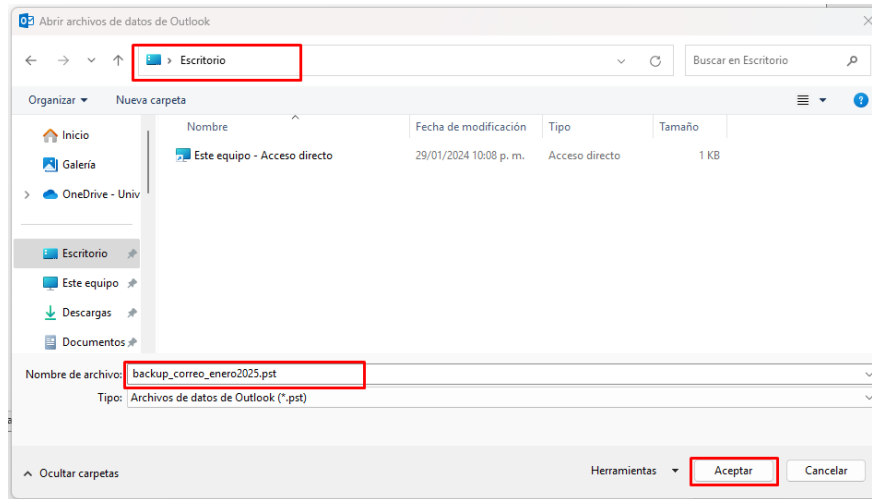 Abrir archivos de datos de Outlook
Escritorio
Buscar en Escritorio
Organizar
Nueva carpeta
Nombre
Fecha de modificación
Tipo
Tamaño
Inicio
Galería
OneDrive - Univ
Escritorio
Este equipo
Descargas
Documentos
Este equipo - Acceso directo
29/01/2024 10:08 p. m.
Acceso directo
1 KB
Nombre de archivo: backup_correo_enero2025.pst
Tipo: Archivos de datos de Outlook (*.pst)
Ocultar carpetas
Herramientas
Aceptar
Cancelar